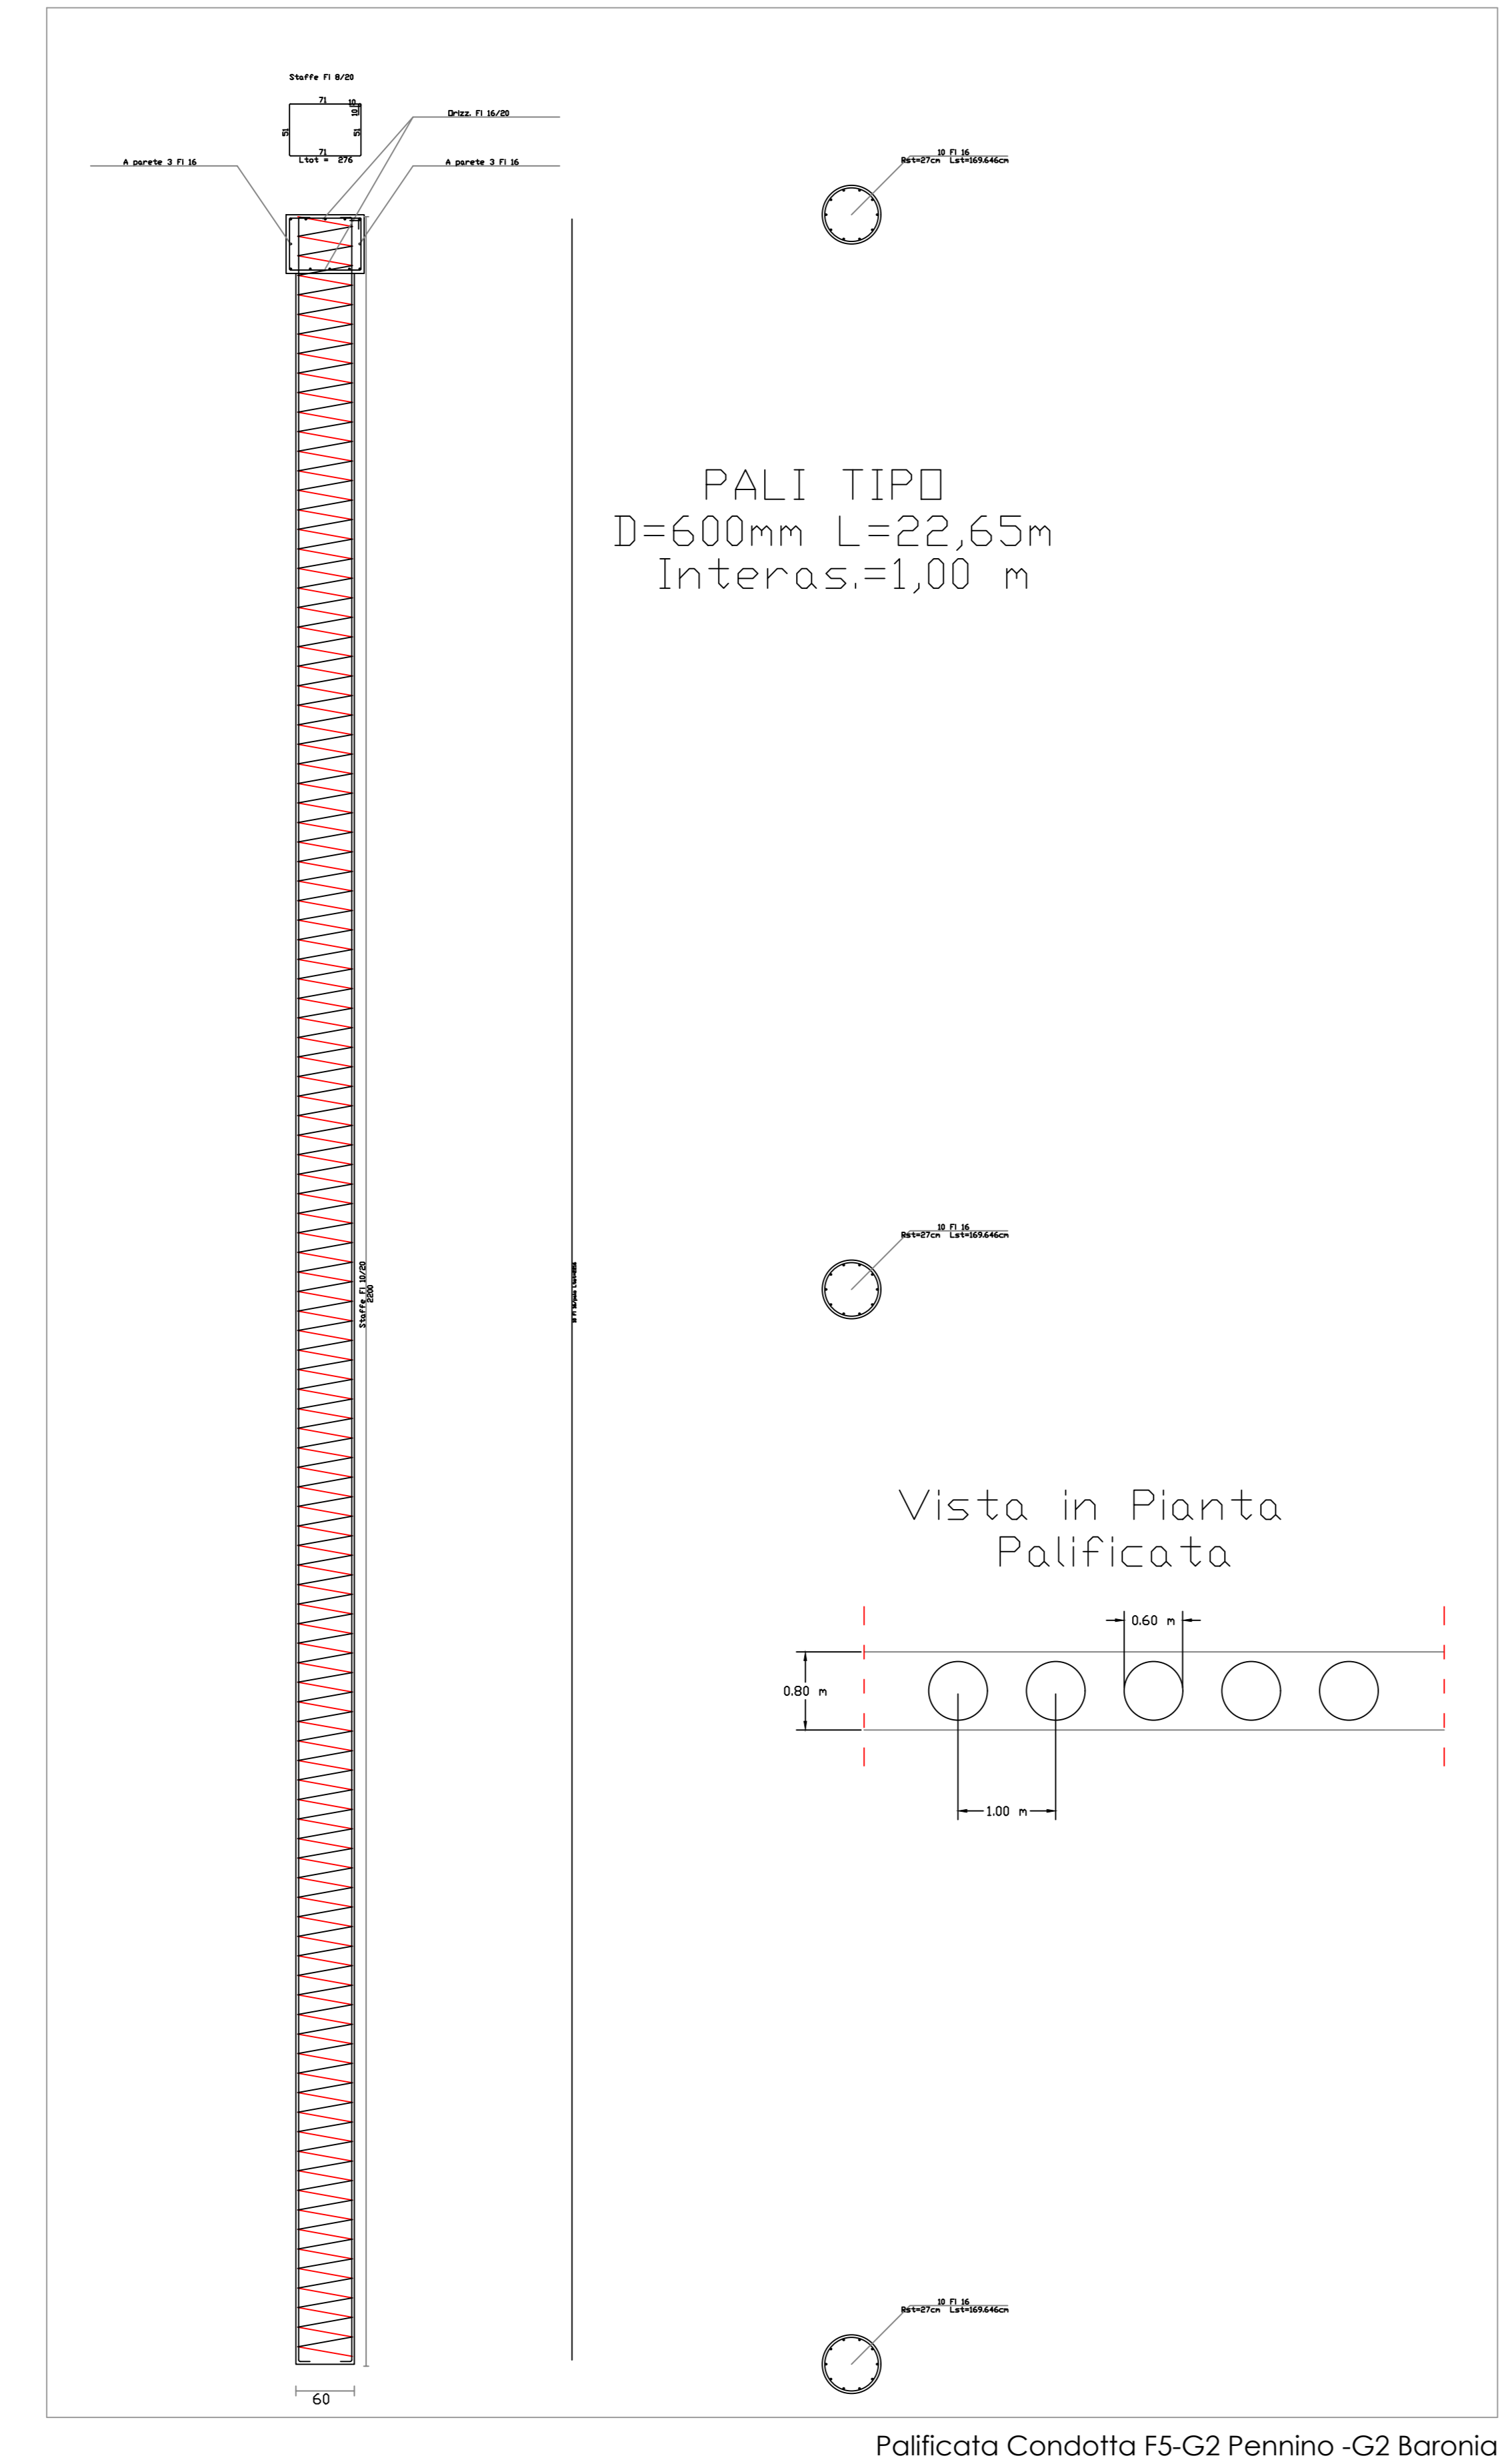 Staffe FI 8/20
71
10
10
51
51
71
Ltot = 276
Orizz. FI 16/20
A parete 3 FI 16
A parete 3 FI 16
10 FI 16
Rst=27cm Lst=169.646cm
PALI TIPO
D=600mm L=22,65m
Interas.=1,00 m
10 FI 16
Rst=27cm Lst=169.646cm
Staffe FI 10/20
2200
Vista in Pianta
Palificata
0.60 m
0.80 m
1.00 m
10 FI 16
Rst=27cm Lst=169.646cm
60
Palificata Condotta F5-G2 Pennino -G2 Baronia